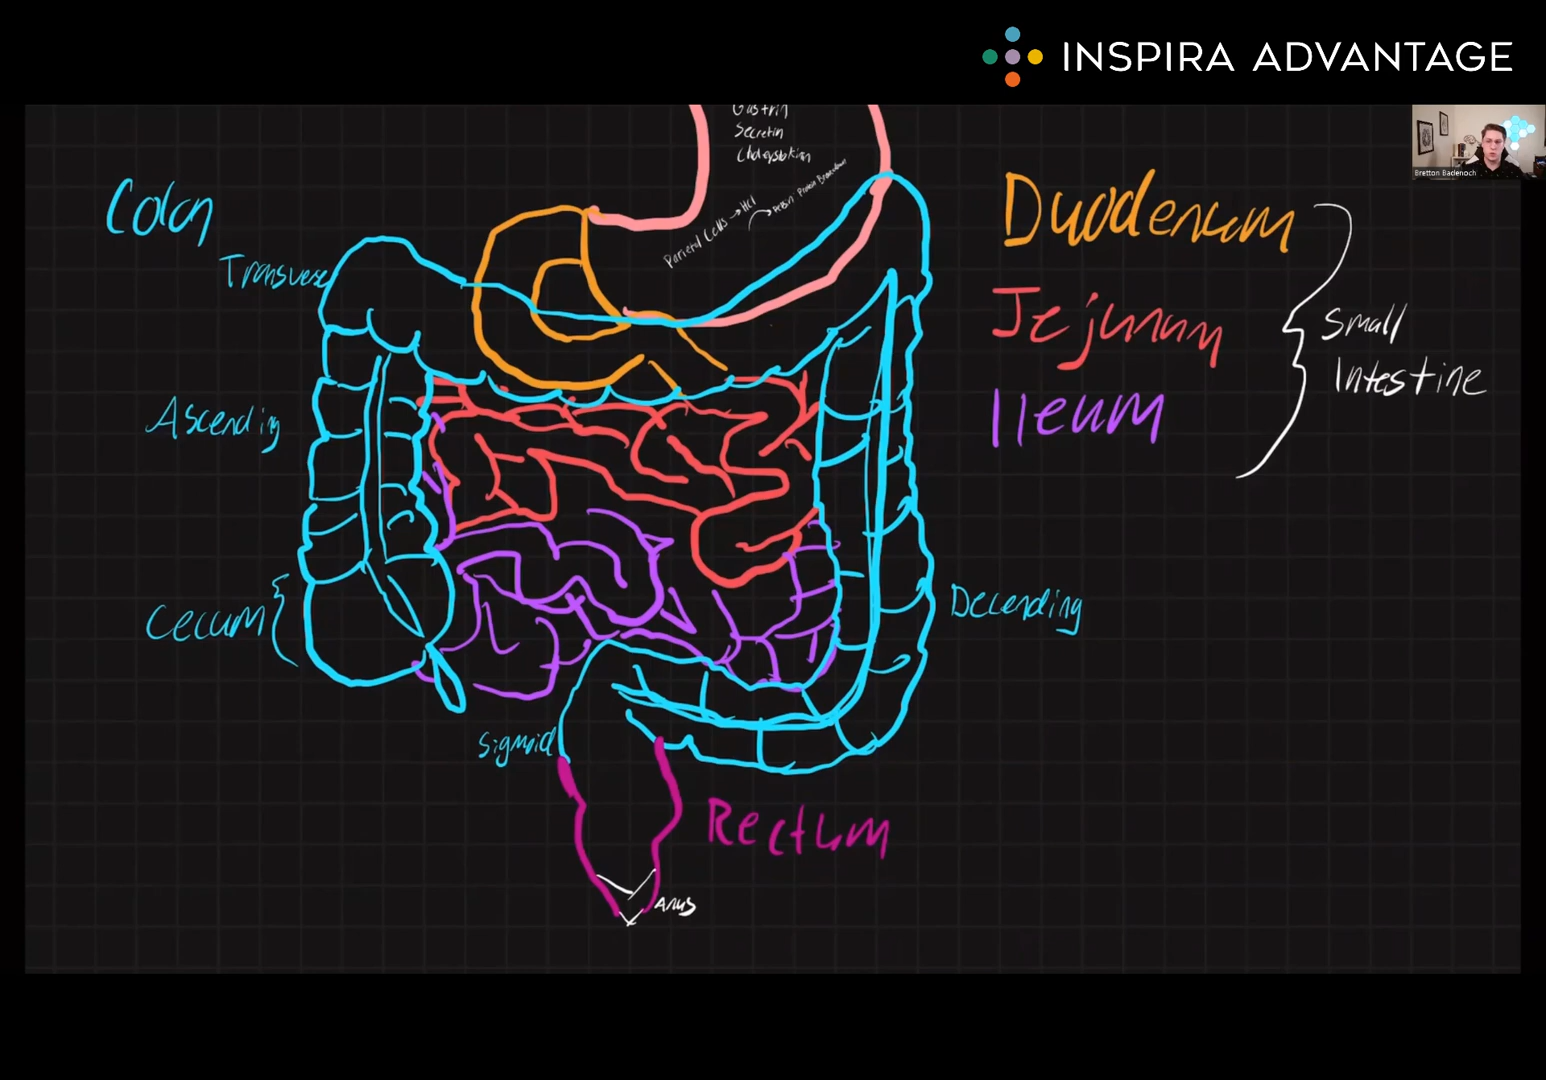 INSPIRA ADVANTAGE
Bretton Badenoch
Gastrin
Secretin
Parietal Cells → HCl
Colon
Transverse
Ascending
Cecum
Sigmoid
Decending
Rectum
Anus
Duodenum
Jejunum
Ileum
Small
Intestine